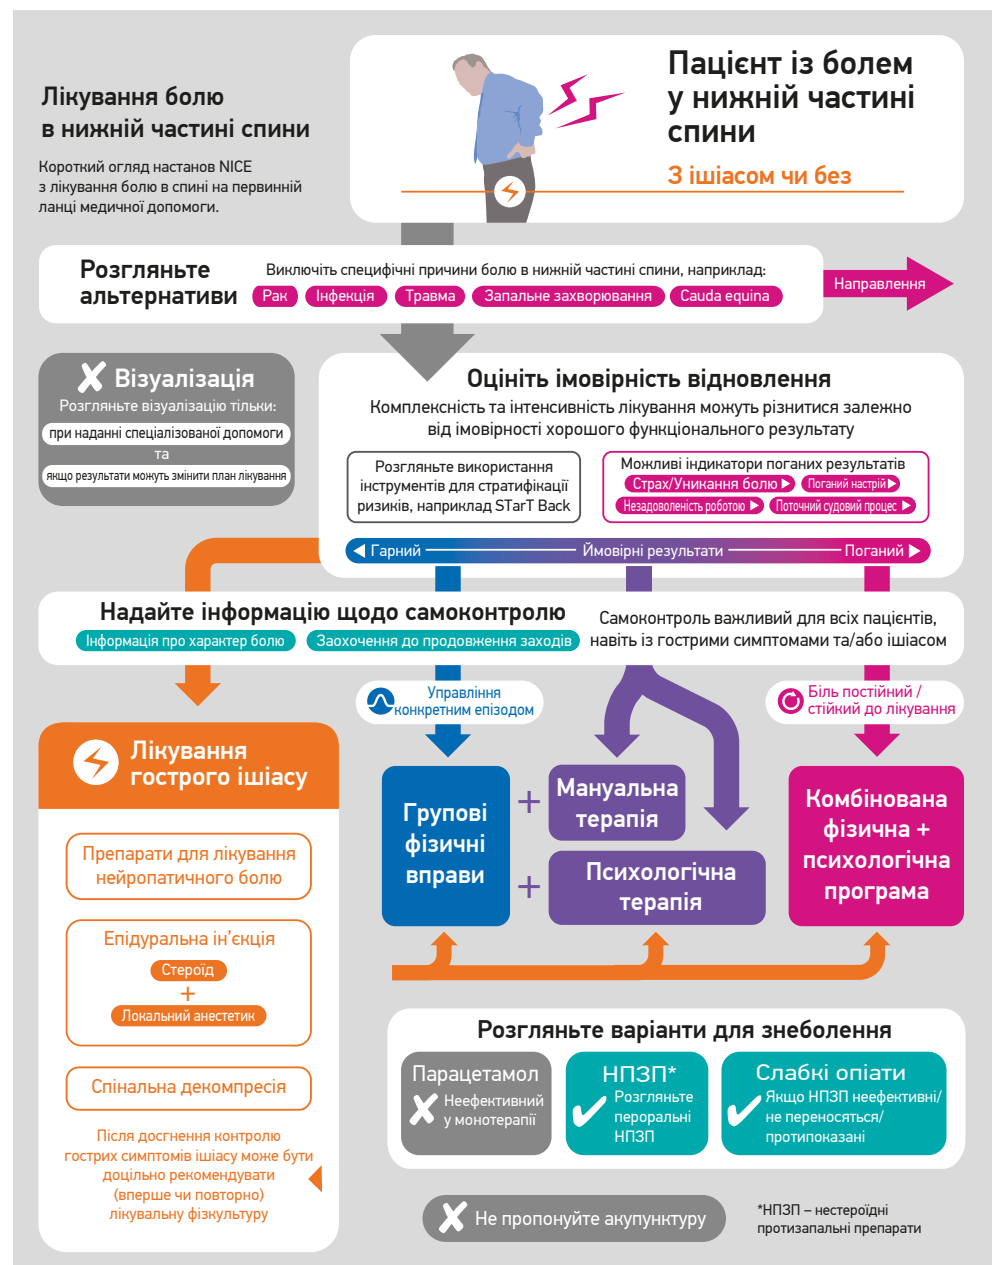 Лікування болю
в нижній частині спини
Короткий огляд настанов NICE
з лікування болю в спині на первинній
ланці медичної допомоги.
Пацієнт із болем
у нижній частині
спини
З ішіасом чи без
Розгляньте
альтернативи
Виключіть специфічні причини болю в нижній частині спини, наприклад:
Рак
Інфекція
Травма
Запальне захворювання
Cauda equina
Направлення
Візуалізація
Розгляньте візуалізацію тільки:
при наданні спеціалізованої допомоги
та
якщо результати можуть змінити план лікування
Оцініть імовірність відновлення
Комплексність та інтенсивність лікування можуть різнитися залежно
від імовірності хорошого функціонального результату
Розгляньте використання
інструментів для стратифікації
ризиків, наприклад STarT Back
Можливі індикатори поганих результатів
Страх/Уникання болю
Поганий настрій
Незадоволеність роботою
Поточний судовий процес
Гарний
Ймовірні результати
Поганий
Надайте інформацію щодо самоконтролю
Інформація про характер болю
Заохочення до продовження заходів
Самоконтроль важливий для всіх пацієнтів,
навіть із гострими симптомами та/або ішіасом
Управління
конкретним епізодом
Біль постійний /
стійкий до лікування
Лікування
гострого ішіасу
Препарати для лікування
нейропатичного болю
Епідуральна ін’єкція
Стероїд
+
Локальний анестетик
Спінальна декомпресія
Після досгнення контролю
гострих симптомів ішіасу може бути
доцільно рекомендувати
(вперше чи повторно)
лікувальну фізкультуру
Групові
фізичні
вправи
+
Мануальна
терапія
+
Психологічна
терапія
Комбінована
фізична +
психологічна
програма
Розгляньте варіанти для знеболення
Парацетамол
Неефективний
у монотерапії
НПЗП*
Розгляньте
пероральні
НПЗП
Слабкі опіати
Якщо НПЗП неефективні/
не переносяться/
протипоказані
Не пропонуйте акупунктуру
*НПЗП – нестероїдні
протизапальні препарати